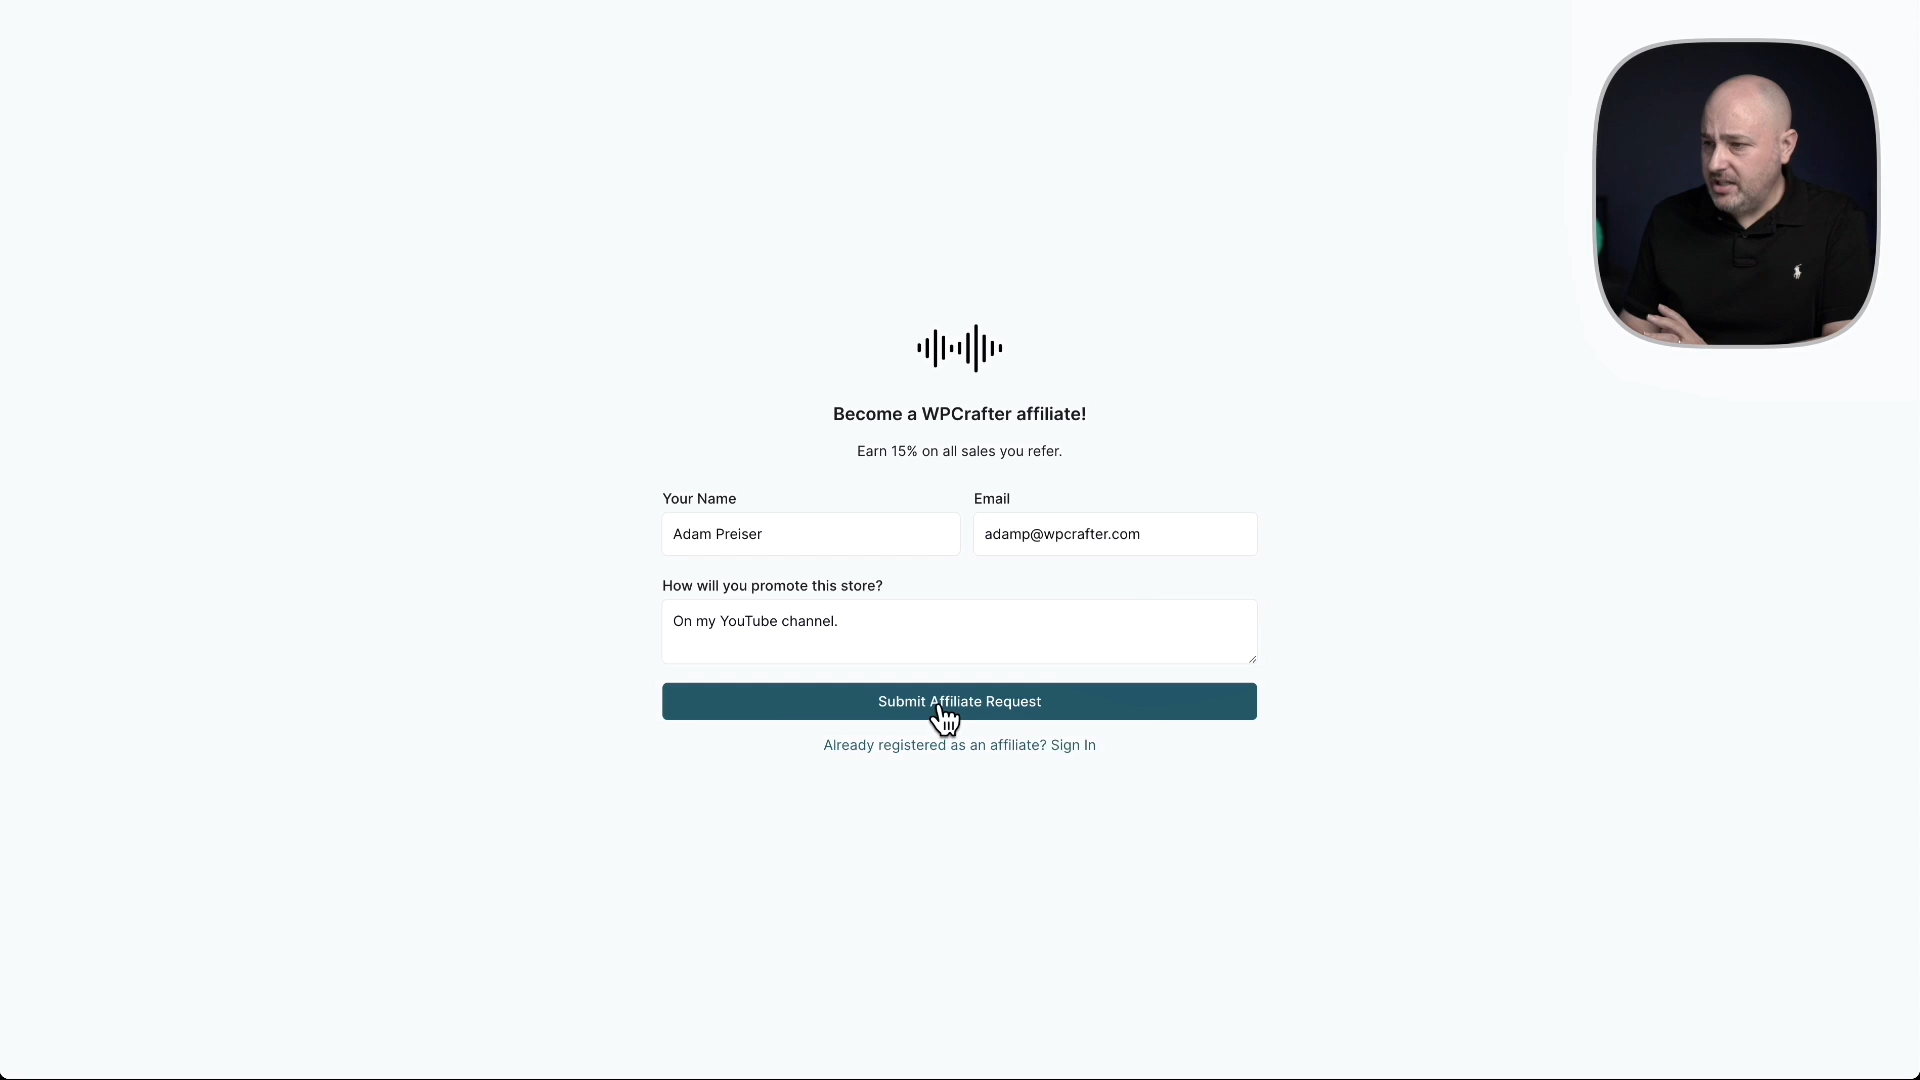 Become a WPCrafter affiliate!
Earn 15% on all sales you refer.
Your Name
Email
Adam Preiser
adamp@wpcrafter.com
How will you promote this store?
On my YouTube channel.
Submit Affiliate Request
Already registered as an affiliate? Sign In